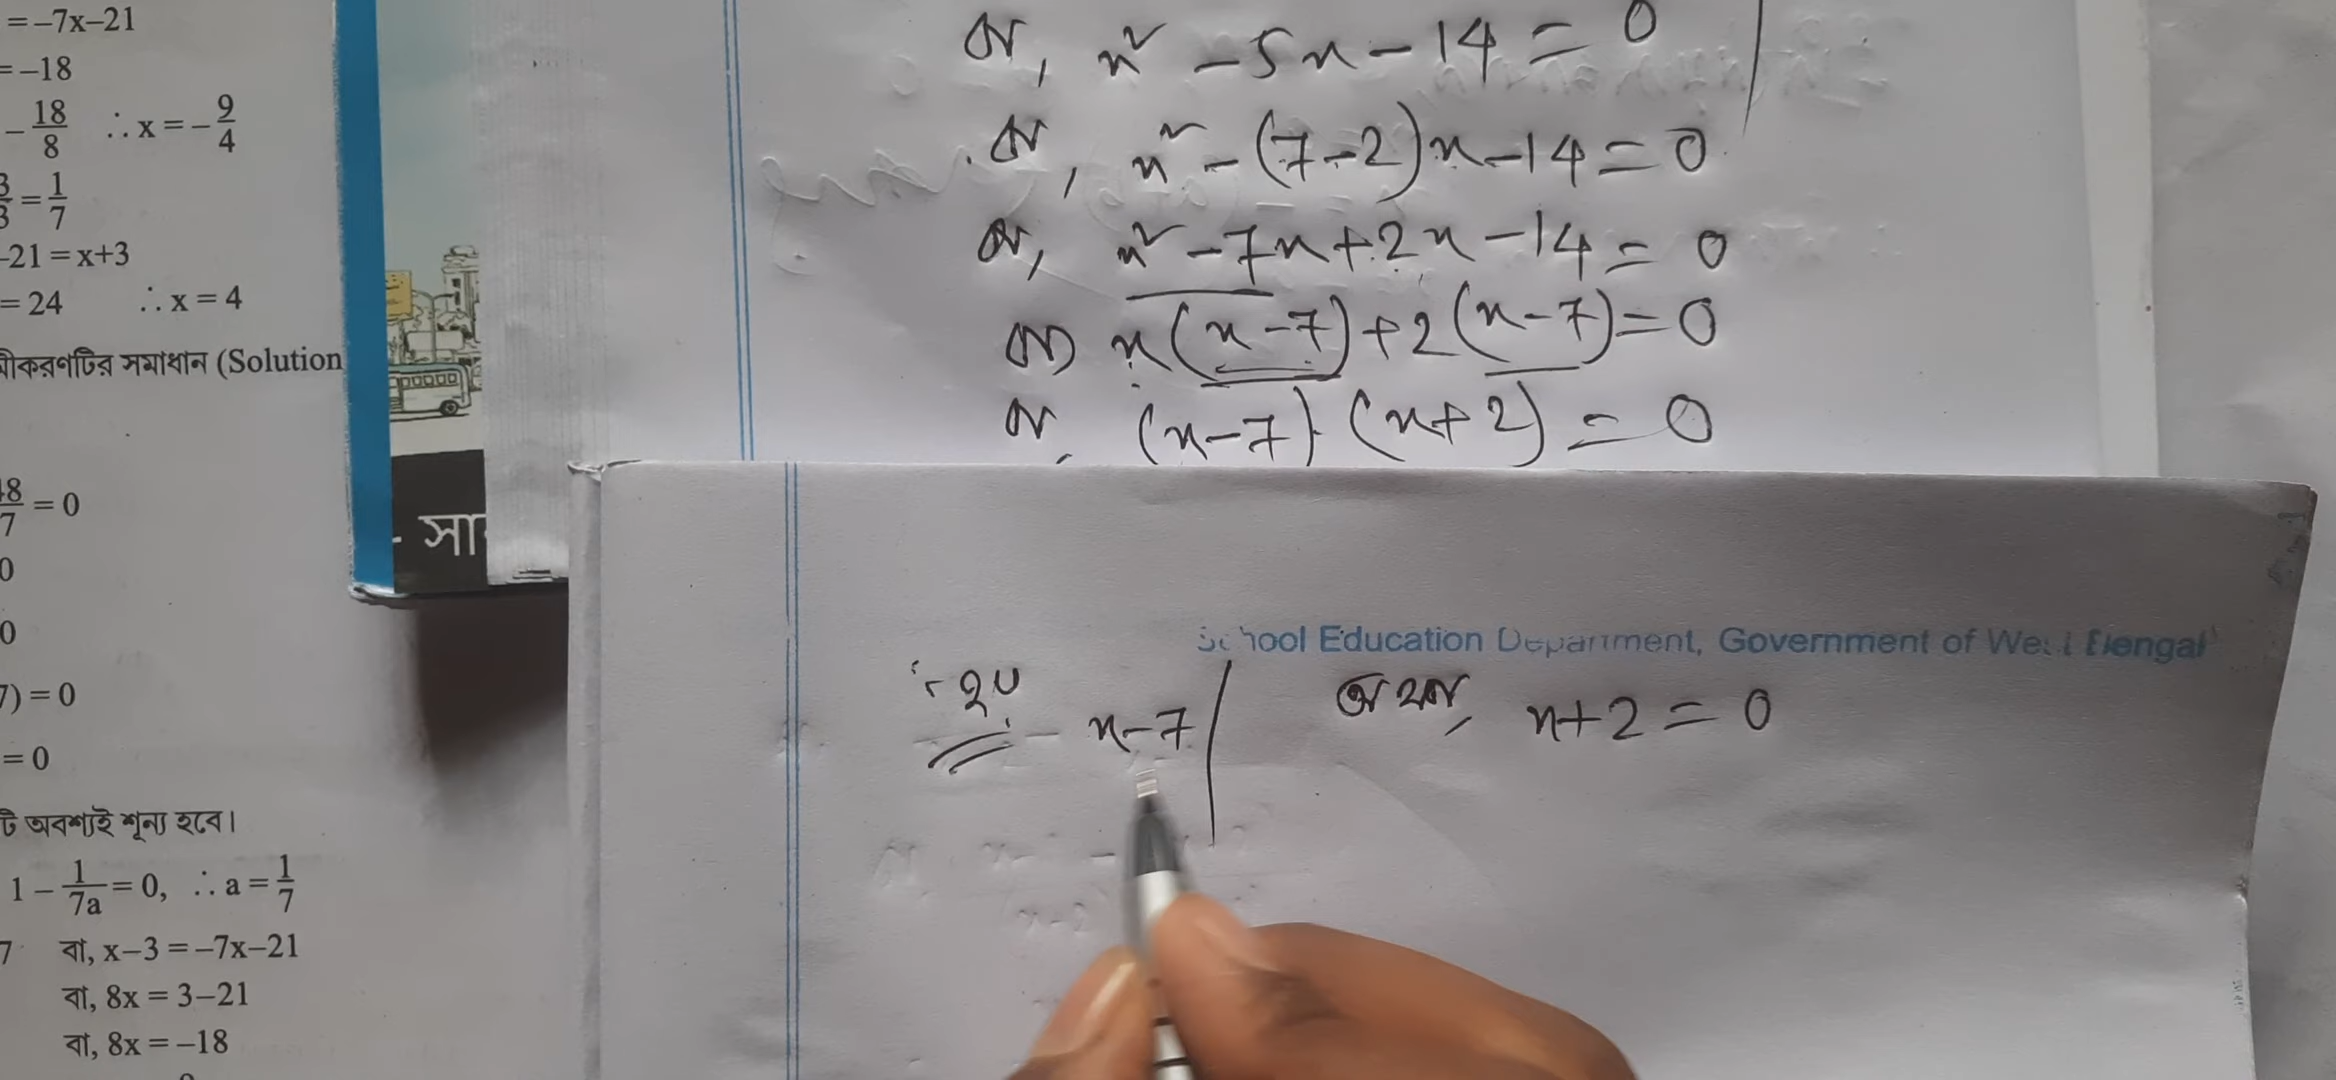 =–7x–21
=–18
–18/8 ∴x=–9/4
3/3=1/7
–21=x+3
=24 ∴x=4
মীকরণটির সমাধান (Solution
48/7=0
0
0
7)=0
=0
টি অবশ্যই শূন্য হবে।
1–1/7a=0, ∴a=1/7
7 বা, x–3=–7x–21
বা, 8x=3–21
বা, 8x=–18
- সা
বা, x²-5x-14=0
বা, x²-(7-2)x-14=0
বা, x²-7x+2x-14=0
বা x(x-7)+2(x-7)=0
বা, (x-7)(x+2)=0
School Education Department, Government of West Bengal
হয় x-7
অথবা, x+2=0